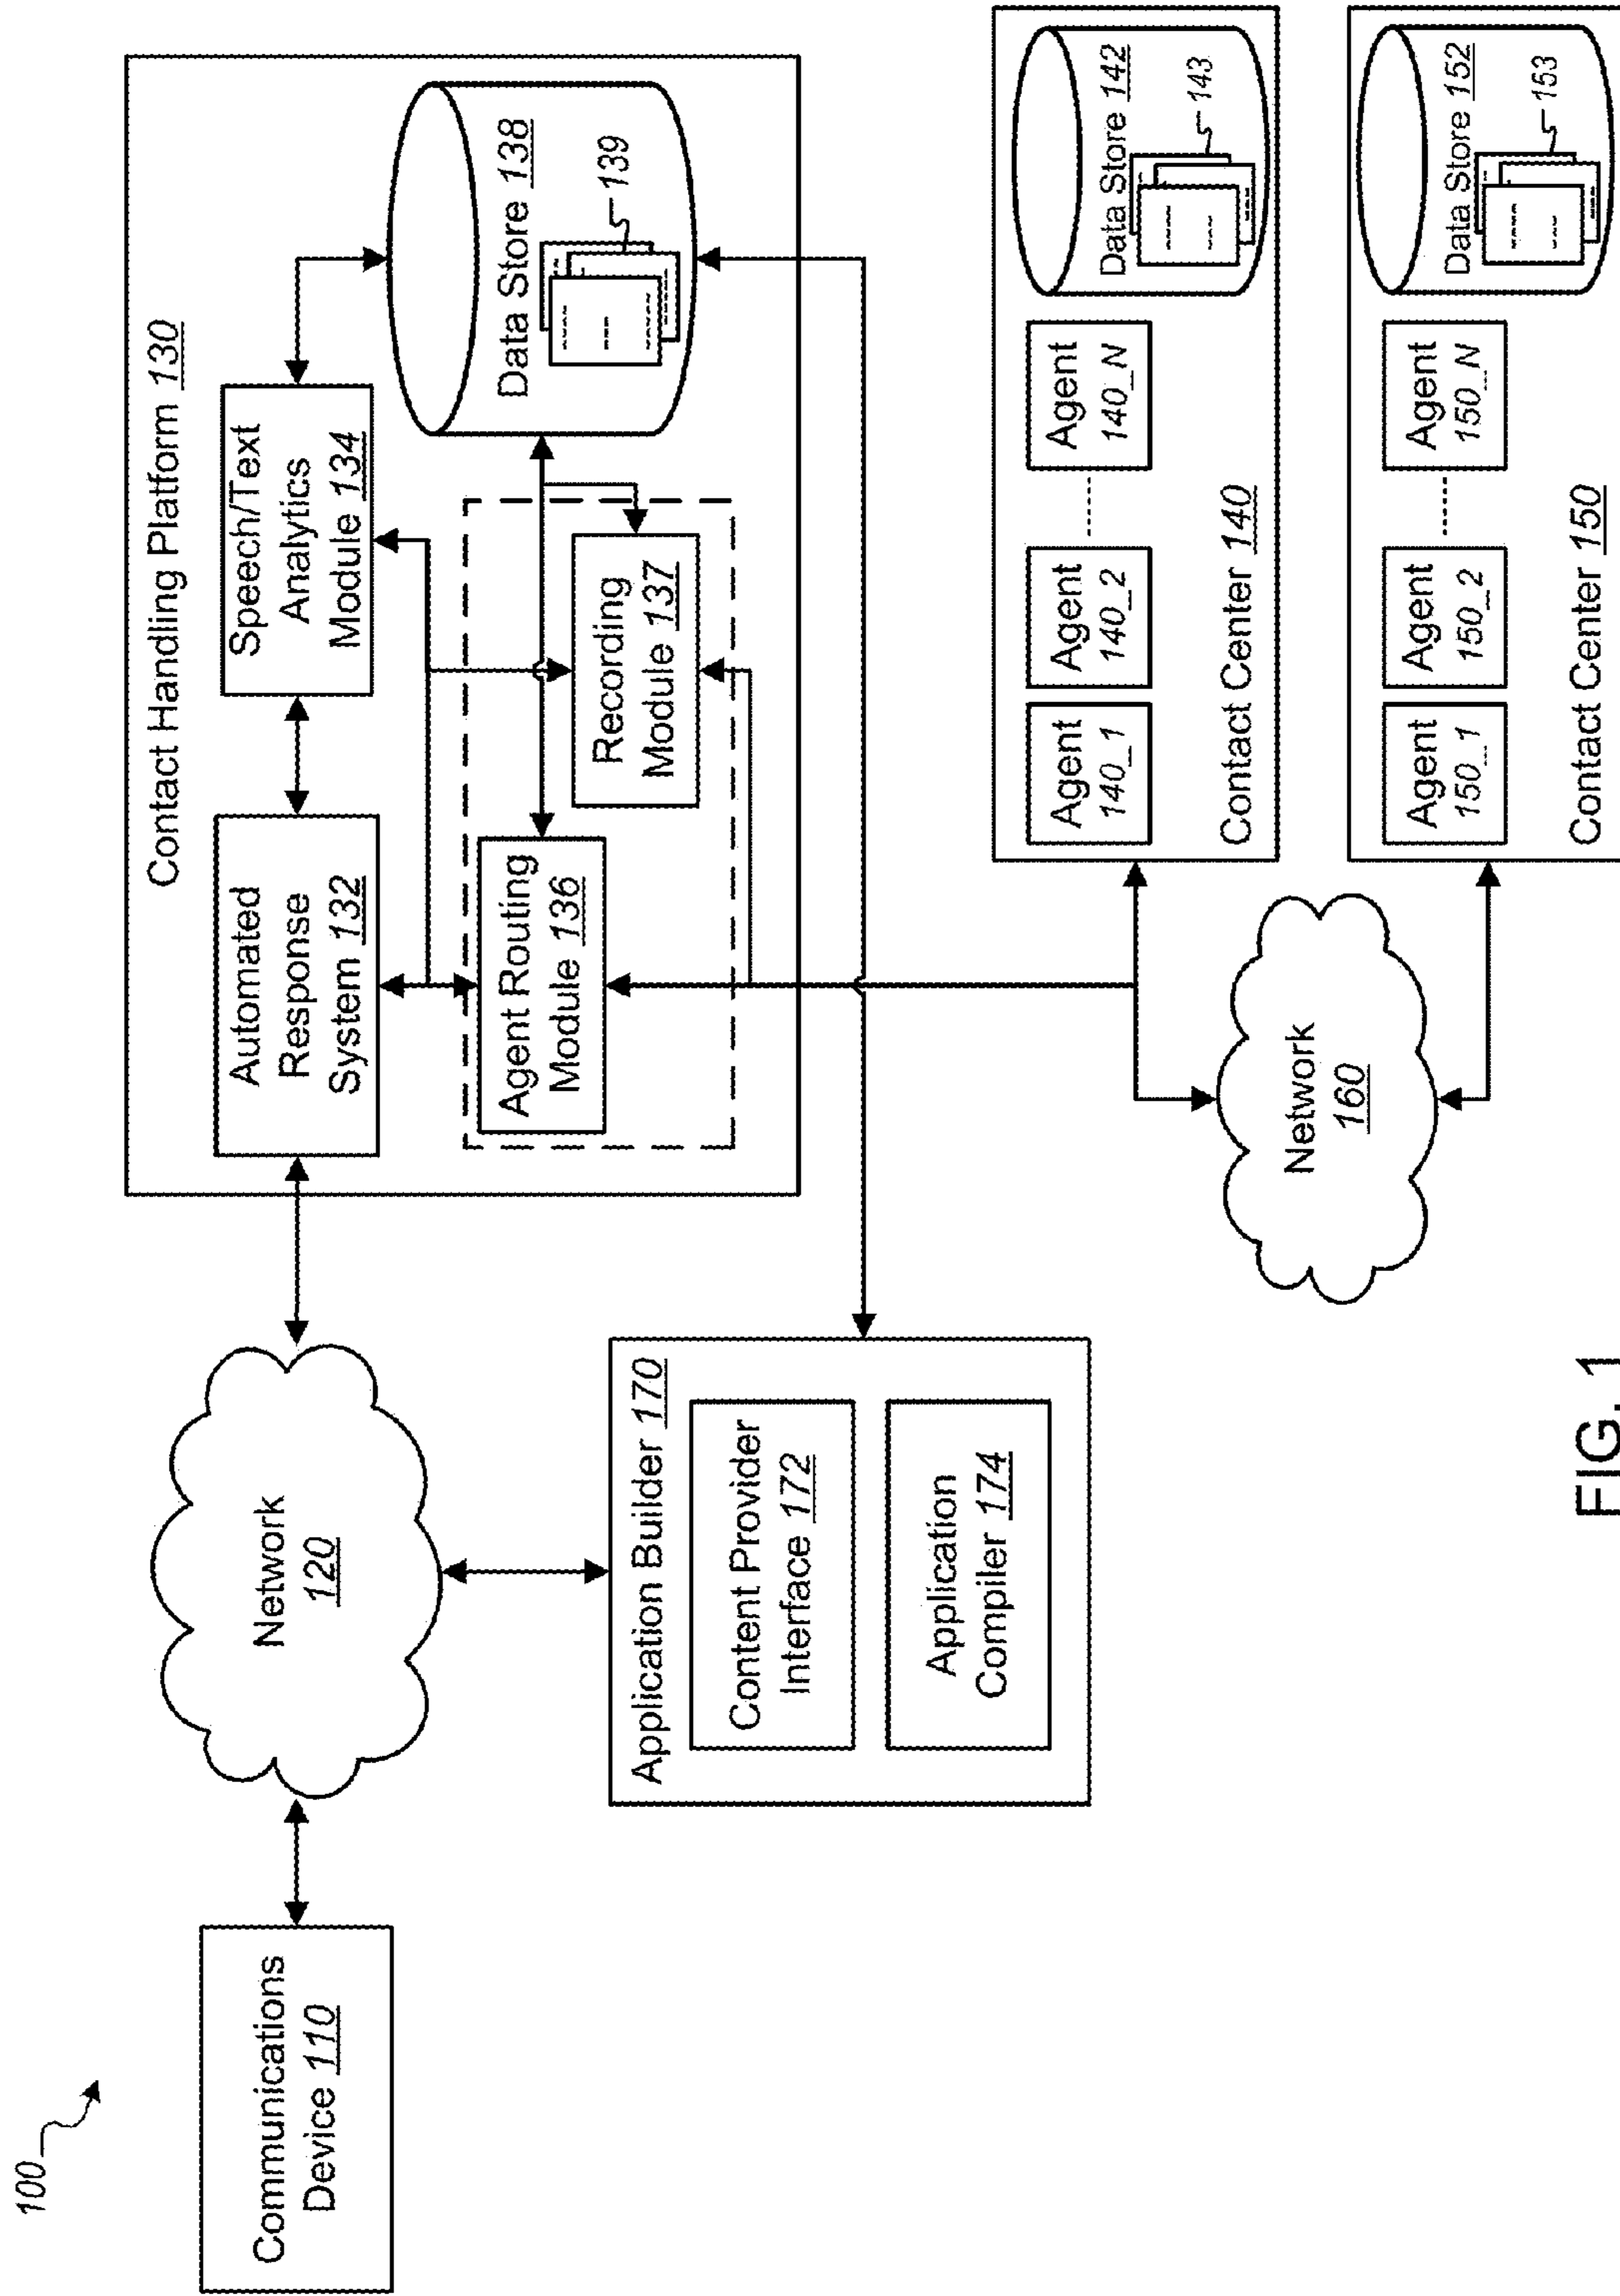 100
Communications
Device 110
Network
120
Application Builder 170
Content Provider
Interface 172
Application
Compiler 174
Contact Handling Platform 130
Automated
Response
System 132
Speech/Text
Analytics
Module 134
Agent Routing
Module 136
Recording
Module 137
Data Store 138
139
Network
160
Agent
140_1
Agent
140_2
Agent
140_N
Data Store 142
143
Contact Center 140
Agent
150_1
Agent
150_2
Agent
150_N
Data Store 152
153
Contact Center 150
FIG. 1